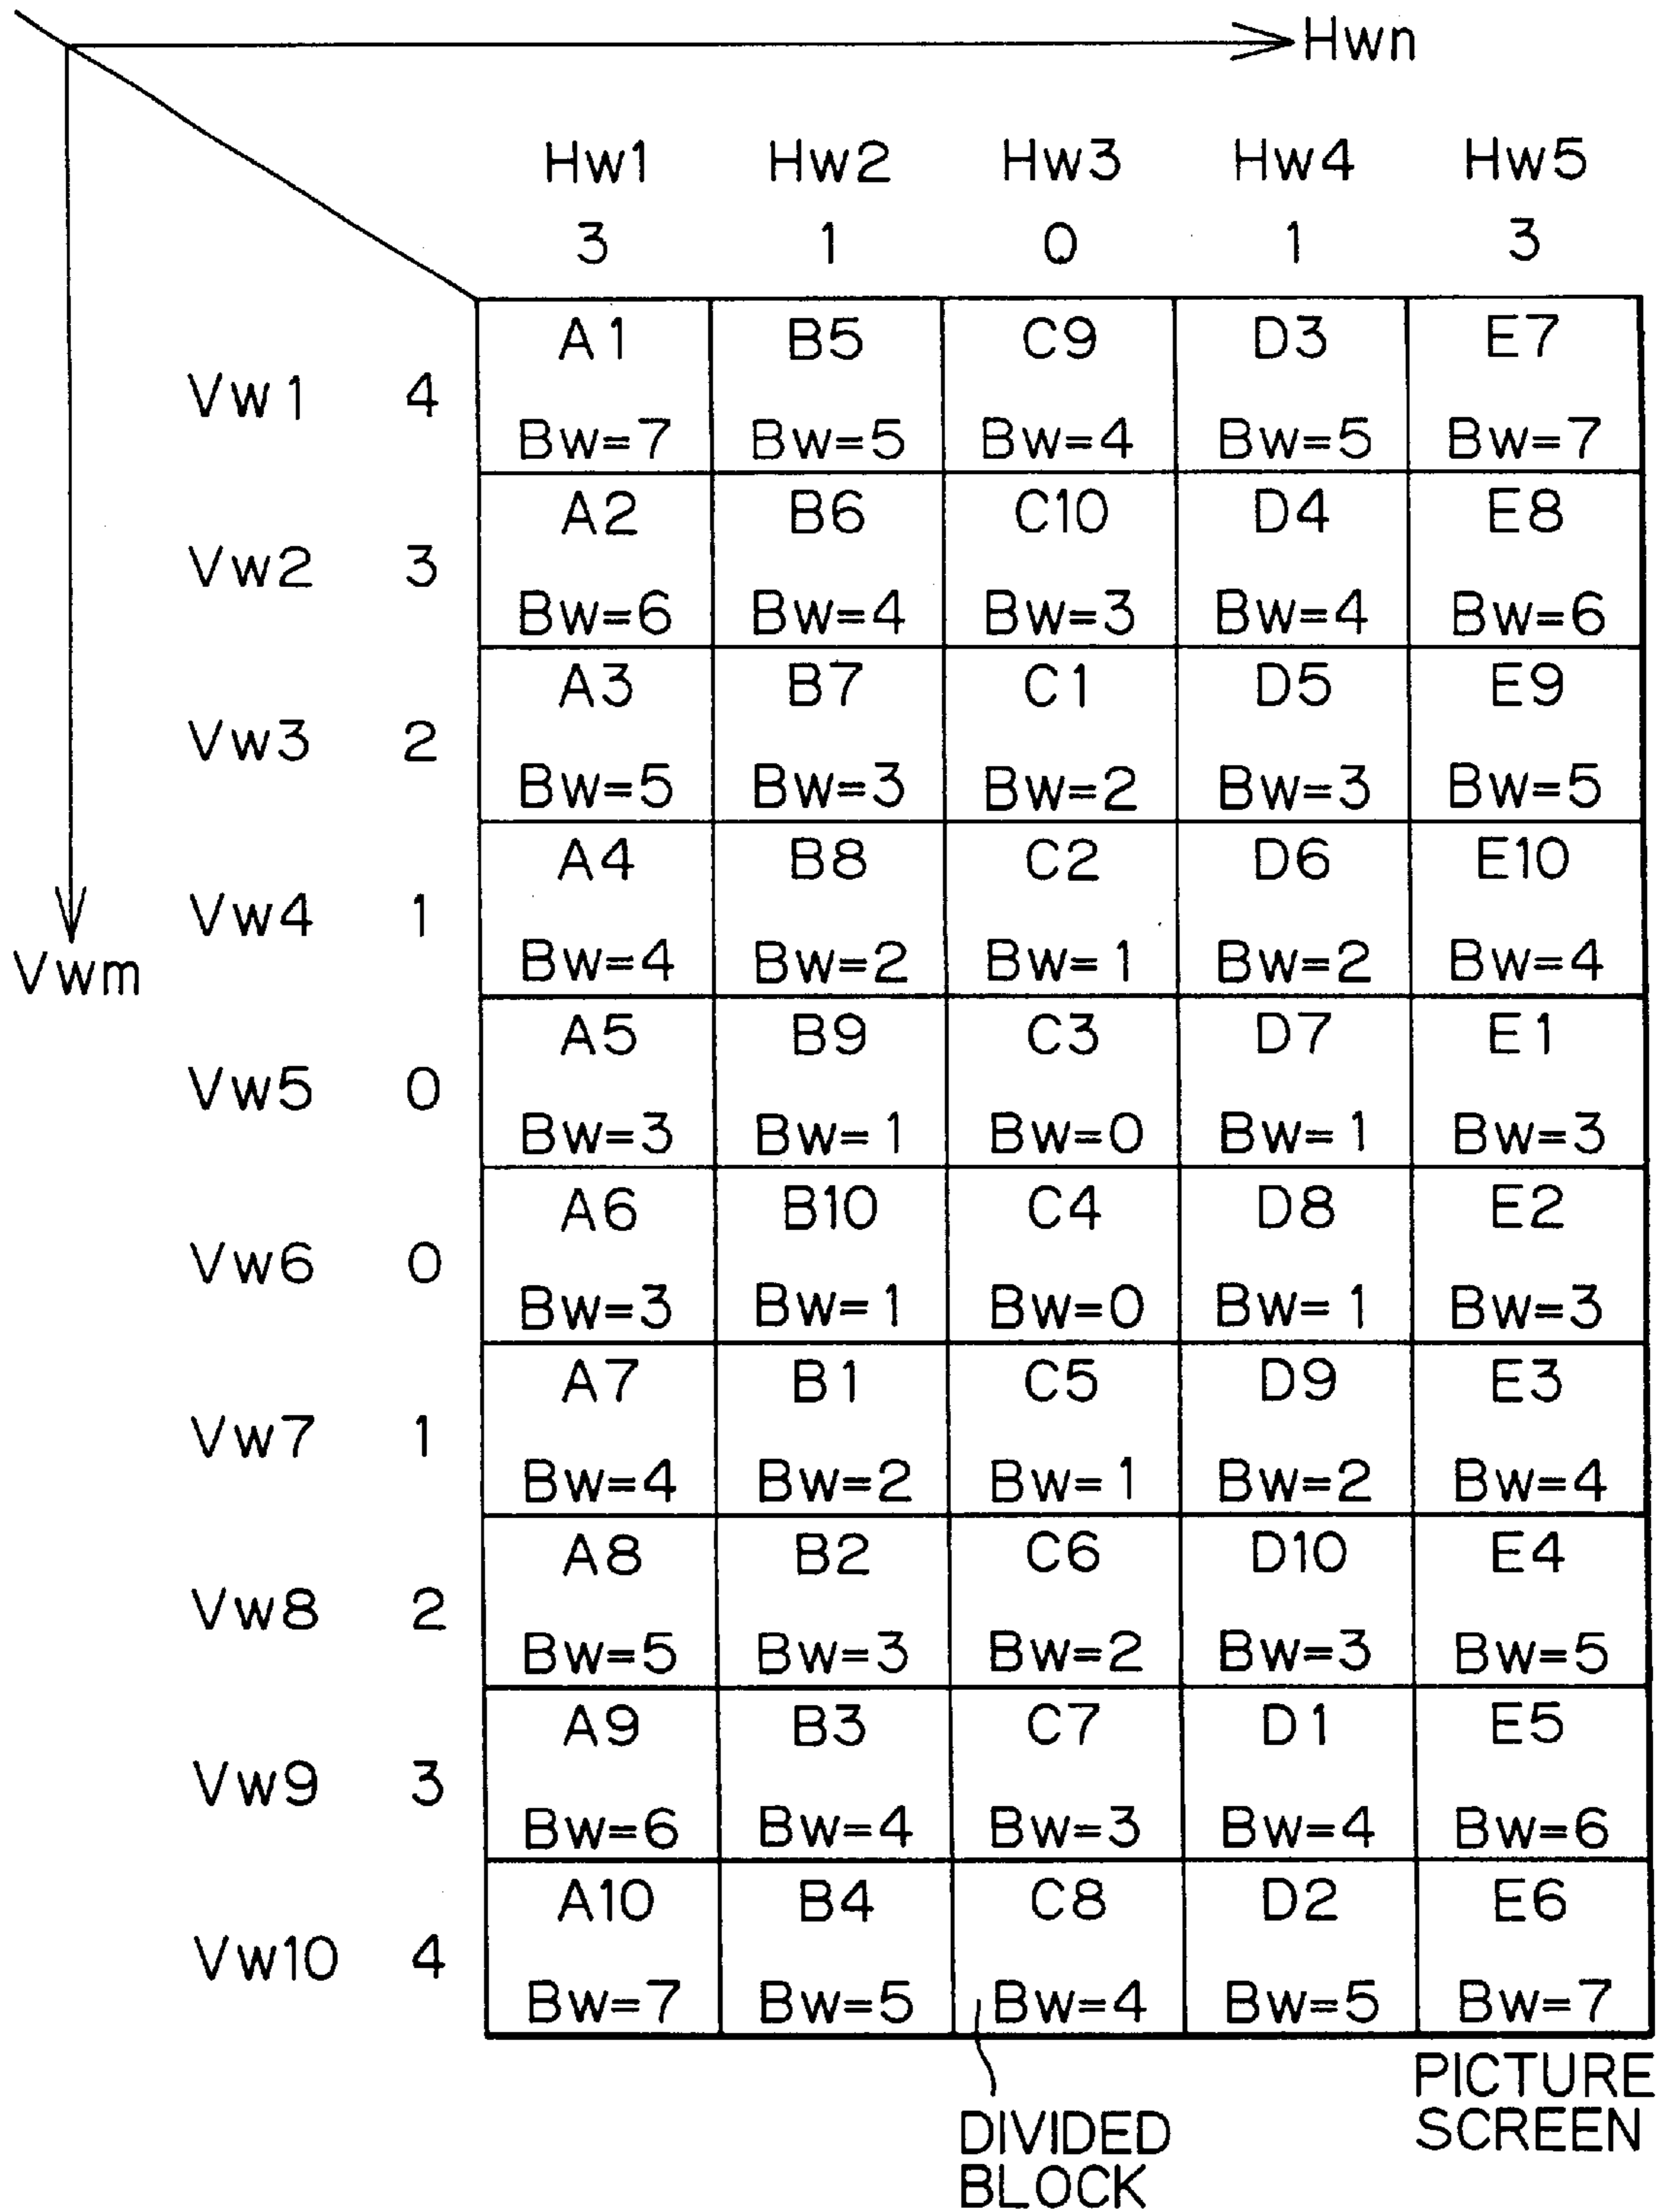 Hwn
Hw1 Hw2 Hw3 Hw4 Hw5
3 1 0 1 3
A1 B5 C9 D3 E7
Vw1 4
Bw=7 Bw=5 Bw=4 Bw=5 Bw=7
A2 B6 C10 D4 E8
Vw2 3
Bw=6 Bw=4 Bw=3 Bw=4 Bw=6
A3 B7 C1 D5 E9
Vw3 2
Bw=5 Bw=3 Bw=2 Bw=3 Bw=5
A4 B8 C2 D6 E10
Vw4 1
Bw=4 Bw=2 Bw=1 Bw=2 Bw=4
Vwm
A5 B9 C3 D7 E1
Vw5 0
Bw=3 Bw=1 Bw=0 Bw=1 Bw=3
A6 B10 C4 D8 E2
Vw6 0
Bw=3 Bw=1 Bw=0 Bw=1 Bw=3
A7 B1 C5 D9 E3
Vw7 1
Bw=4 Bw=2 Bw=1 Bw=2 Bw=4
A8 B2 C6 D10 E4
Vw8 2
Bw=5 Bw=3 Bw=2 Bw=3 Bw=5
A9 B3 C7 D1 E5
Vw9 3
Bw=6 Bw=4 Bw=3 Bw=4 Bw=6
A10 B4 C8 D2 E6
Vw10 4
Bw=7 Bw=5 Bw=4 Bw=5 Bw=7
PICTURE
SCREEN
DIVIDED
BLOCK